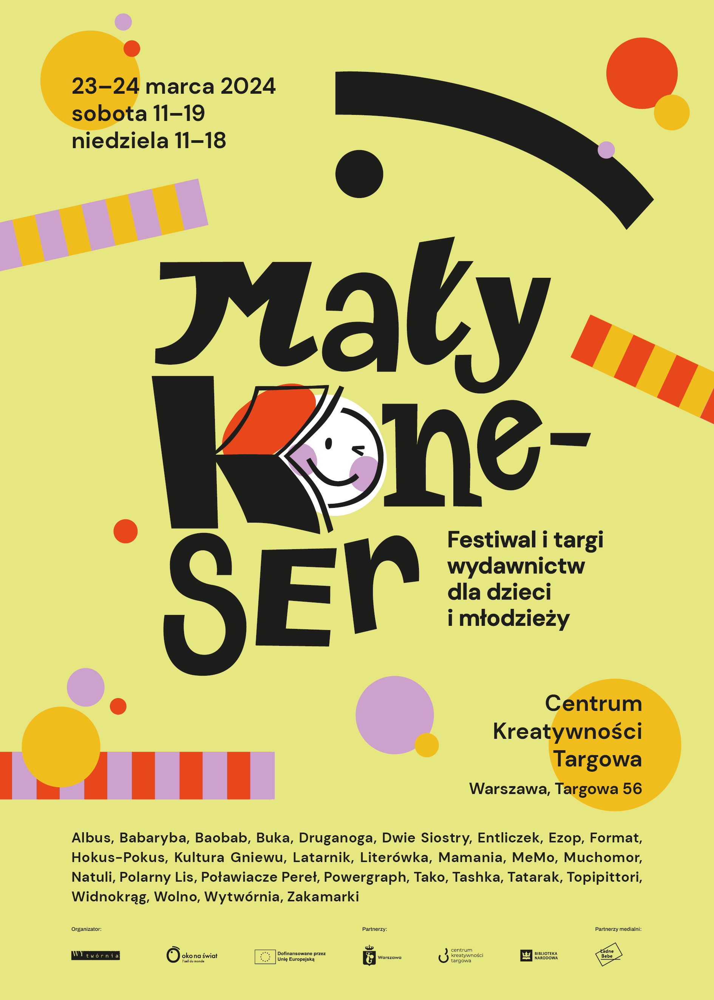 23–24 marca 2024
sobota 11–19
niedziela 11–18
Mały
Kone-
Ser
Festiwal i targi
wydawnictw
dla dzieci
i młodzieży
Centrum
Kreatywności
Targowa
Warszawa, Targowa 56
Albus, Babaryba, Baobab, Buka, Druganoga, Dwie Siostry, Entliczek, Ezop, Format,
Hokus-Pokus, Kultura Gniewu, Latarnik, Literówka, Mamania, MeMo, Muchomor,
Natuli, Polarny Lis, Poławiacze Pereł, Powergraph, Tako, Tashka, Tatarak, Topipittori,
Widnokrąg, Wolno, Wytwórnia, Zakamarki
Organizator:
Partnerzy:
Partnerzy medialni:
WYtwórnia
oko na świat
l'œil du monde
Dofinansowane przez
Unię Europejską
Warszawa
centrum
kreatywności
targowa
BIBLIOTEKA
NARODOWA
Ładne
Bebe